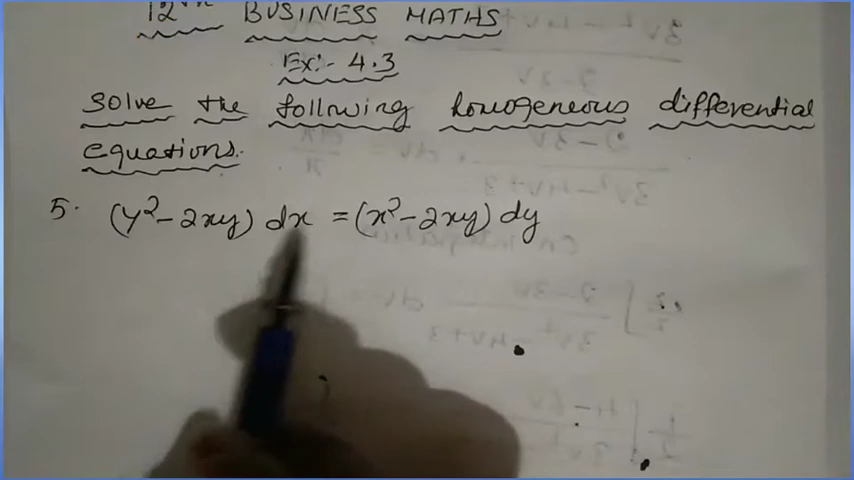 12th BUSINESS MATHS
Ex:- 4.3
Solve the following homogeneous differential
equations.
5. (y²-2xy) dx = (x²-2xy) dy